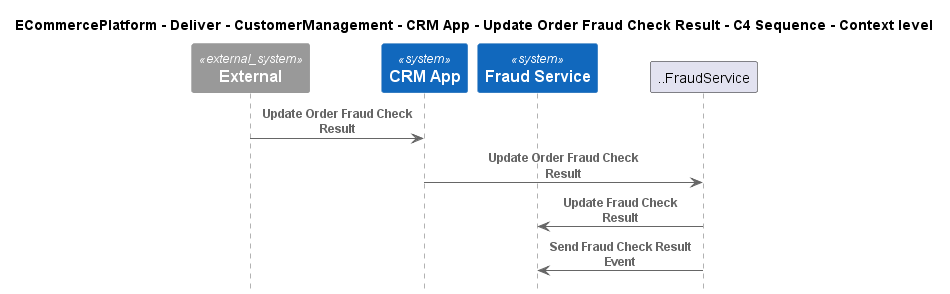 ECommercePlatform - Deliver - CustomerManagement - CRM App - Update Order Fraud Check Result - C4 Sequence - Context level
«external_system»
External
«system»
CRM App
«system»
Fraud Service
..FraudService
Update Order Fraud Check
Result
Update Order Fraud Check
Result
Update Fraud Check
Result
Send Fraud Check Result
Event